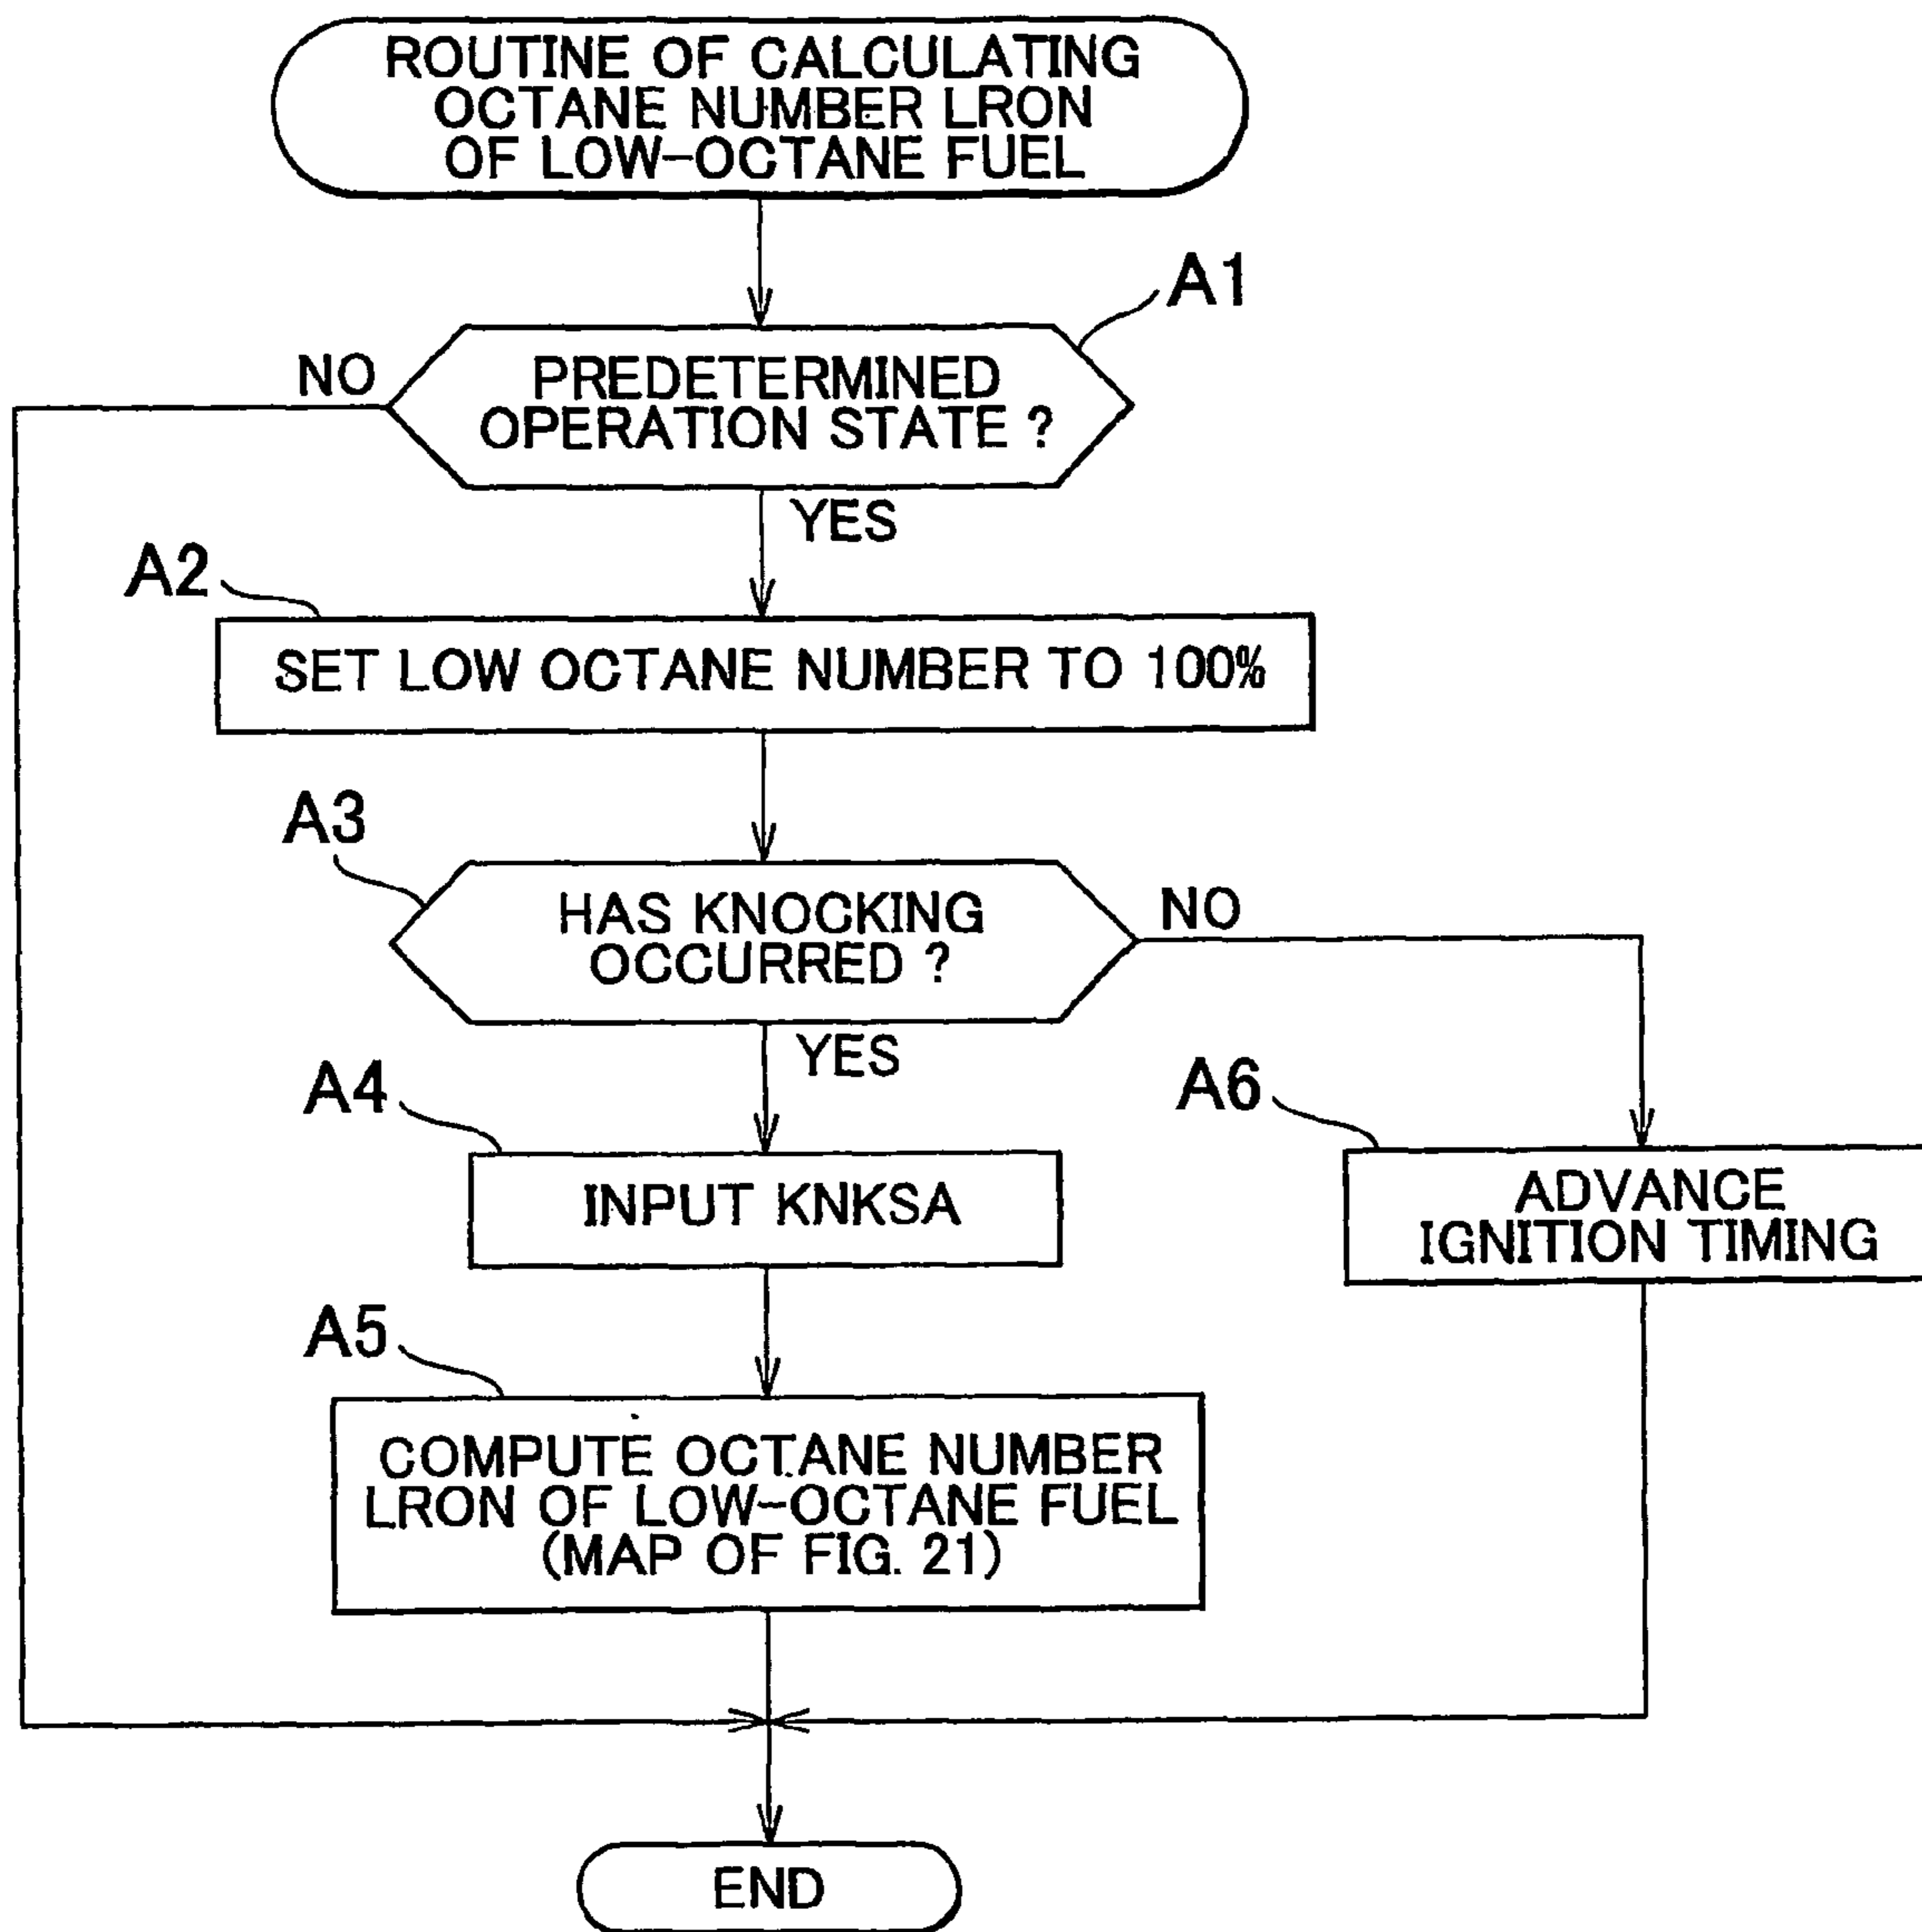 ROUTINE OF CALCULATING
OCTANE NUMBER LRON
OF LOW-OCTANE FUEL
A1
NO
PREDETERMINED
OPERATION STATE ?
YES
A2
SET LOW OCTANE NUMBER TO 100%
A3
HAS KNOCKING
OCCURRED ?
NO
YES
A4
INPUT KNKSA
A6
ADVANCE
IGNITION TIMING
A5
COMPUTE OCTANE NUMBER
LRON OF LOW-OCTANE FUEL
(MAP OF FIG. 21)
END